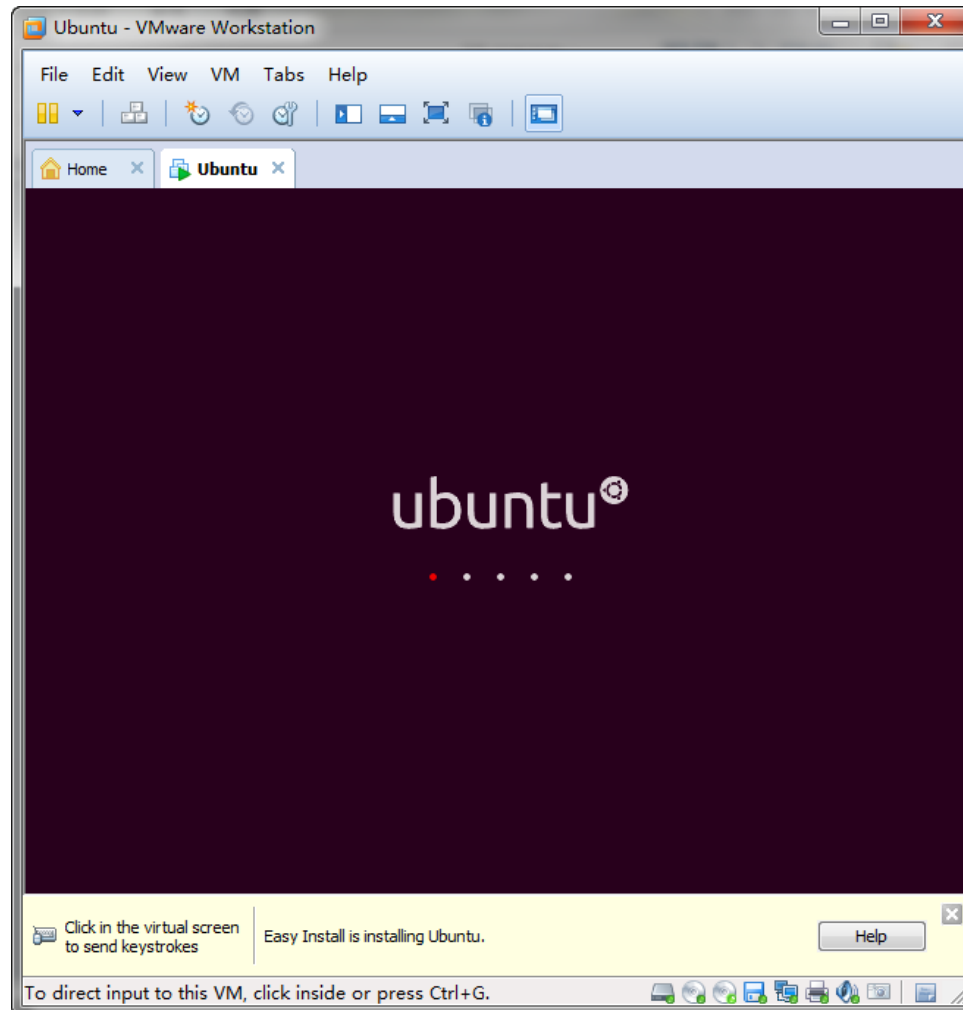 Ubuntu - VMware Workstation
File Edit View VM Tabs Help
Home Ubuntu
ubuntu
Click in the virtual screen
to send keystrokes
Easy Install is installing Ubuntu.
Help
To direct input to this VM, click inside or press Ctrl+G.